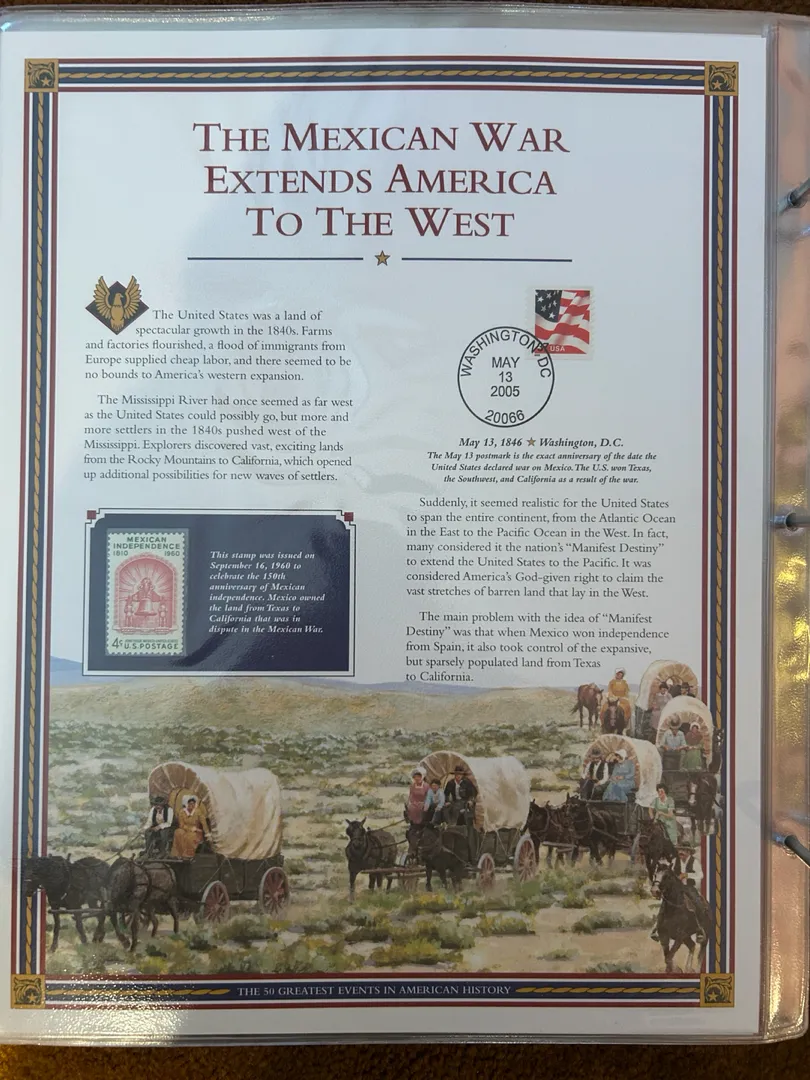 THE MEXICAN WAR
EXTENDS AMERICA
TO THE WEST
The United States was a land of
spectacular growth in the 1840s. Farms
and factories flourished, a flood of immigrants from
Europe supplied cheap labor, and there seemed to be
no bounds to America's western expansion.
The Mississippi River had once seemed as far west
as the United States could possibly go, but more and
more settlers in the 1840s pushed west of the
Mississippi. Explorers discovered vast, exciting lands
from the Rocky Mountains to California, which opened
up additional possibilities for new waves of settlers.
MEXICAN
INDEPENDENCE
1810 1960
4¢
U.S. POSTAGE
This stamp was issued on
September 16, 1960 to
celebrate the 150th
anniversary of Mexican
independence. Mexico owned
the land from Texas to
California that was in
dispute in the Mexican War.
USA
WASHINGTON, DC
MAY
13
2005
20066
May 13, 1846 ★ Washington, D.C.
The May 13 postmark is the exact anniversary of the date the
United States declared war on Mexico. The U.S. won Texas,
the Southwest, and California as a result of the war.
Suddenly, it seemed realistic for the United States
to span the entire continent, from the Atlantic Ocean
in the East to the Pacific Ocean in the West. In fact,
many considered it the nation's "Manifest Destiny"
to extend the United States to the Pacific. It was
considered America's God-given right to claim the
vast stretches of barren land that lay in the West.
The main problem with the idea of "Manifest
Destiny" was that when Mexico won independence
from Spain, it also took control of the expansive,
but sparsely populated land from Texas
to California.
THE 50 GREATEST EVENTS IN AMERICAN HISTORY